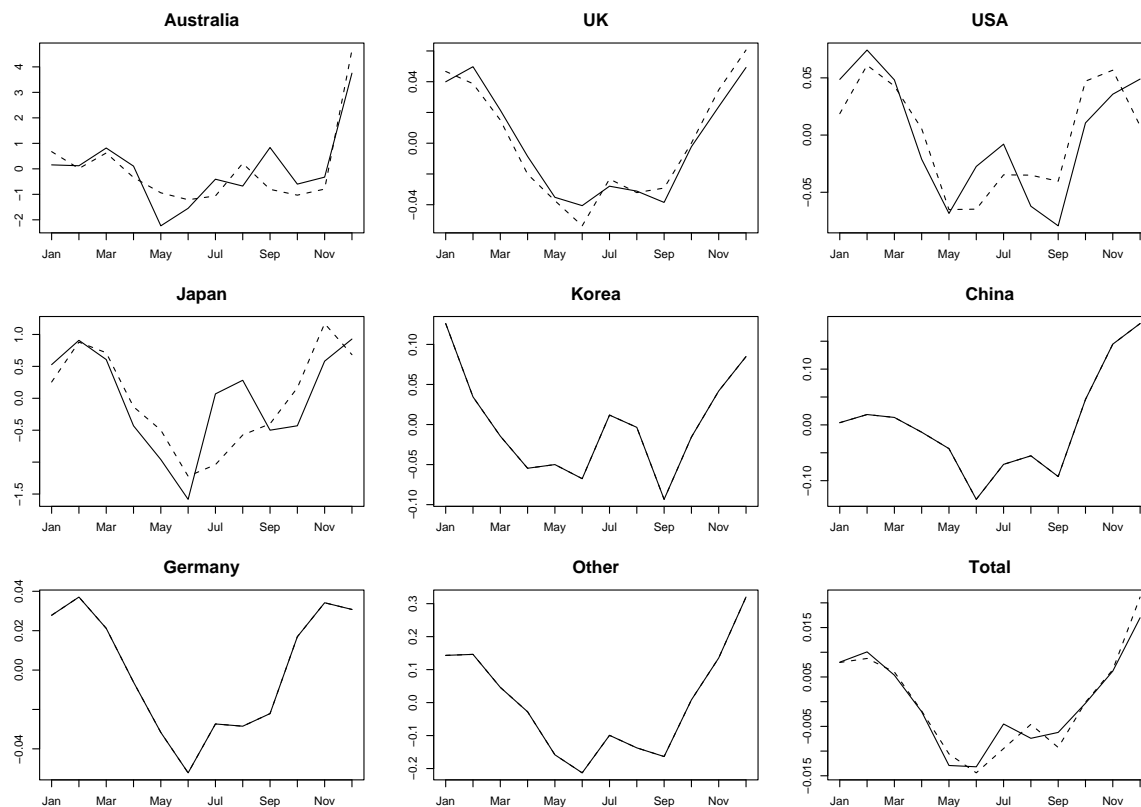 Australia
4
3
2
1
0
−1
−2
Jan Mar May Jul Sep Nov
UK
0.04
0.00
−0.04
Jan Mar May Jul Sep Nov
USA
0.05
0.00
−0.05
Jan Mar May Jul Sep Nov
Japan
1.0
0.5
0.0
−0.5
−1.5
Jan Mar May Jul Sep Nov
Korea
0.10
0.05
0.00
−0.05
−0.10
Jan Mar May Jul Sep Nov
China
0.10
0.00
−0.10
Jan Mar May Jul Sep Nov
Germany
0.04
0.02
0.00
−0.04
Jan Mar May Jul Sep Nov
Other
0.3
0.2
0.1
0.0
−0.1
−0.2
Jan Mar May Jul Sep Nov
Total
0.015
0.005
−0.005
−0.015
Jan Mar May Jul Sep Nov